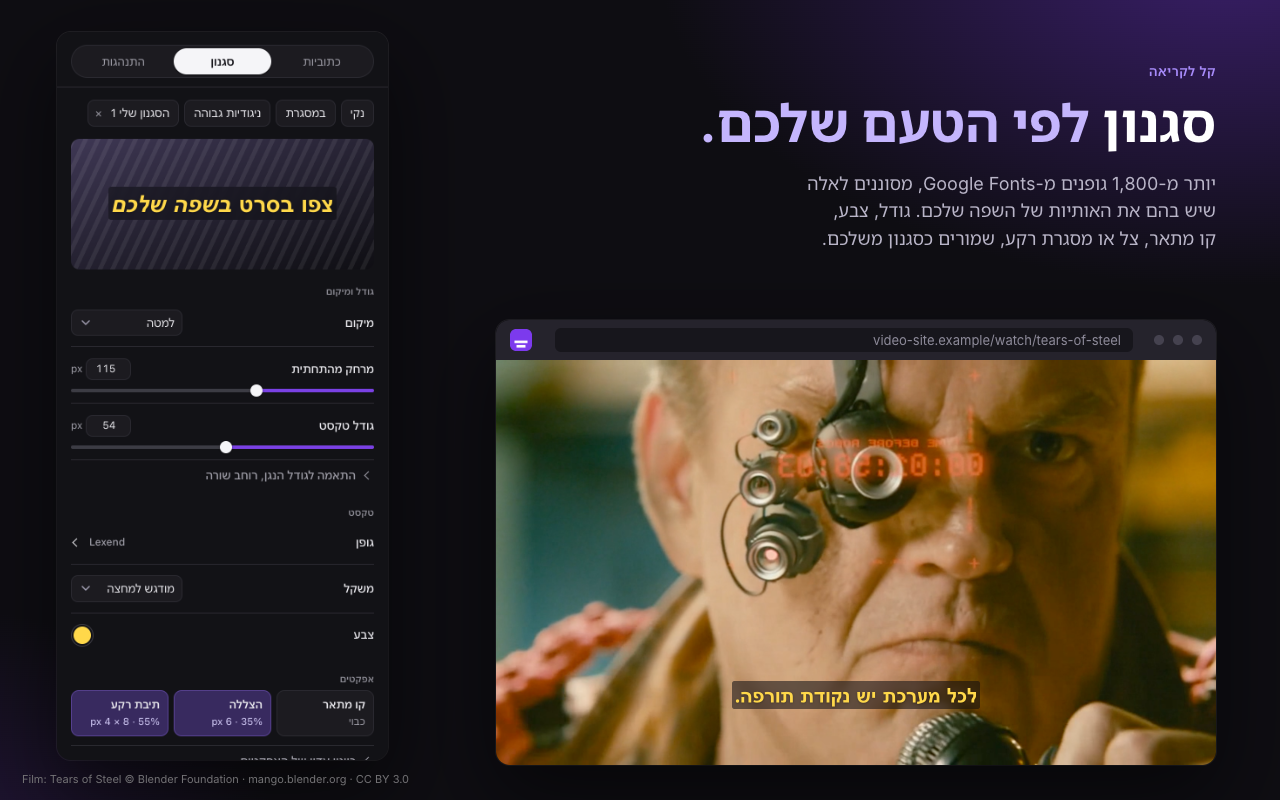 קל לקריאה
סגנון לפי הטעם שלכם.
יותר מ-1,800 גופנים מ-Google Fonts, מסוננים לאלה
שיש בהם את האותיות של השפה שלכם. גודל, צבע,
קו מתאר, צל או מסגרת רקע, שמורים כסגנון משלכם.
video-site.example/watch/tears-of-steel
לכל מערכת יש נקודת תורפה.
כתוביות סגנון התנהגות
נקי במסגרת ניגודיות גבוהה הסגנון שלי 1 ×
צפו בסרט בשפה שלכם
גודל ומיקום
מיקום למטה
מרחק מהתחתית 115 px
גודל טקסט 54 px
התאמה לגודל הנגן, רוחב שורה
טקסט
גופן Lexend
משקל מודגש למחצה
צבע
אפקטים
קו מתאר הצללה תיבת רקע
כבוי 35% · 6 px 55% · 8 × 4 px
Film: Tears of Steel © Blender Foundation · mango.blender.org · CC BY 3.0